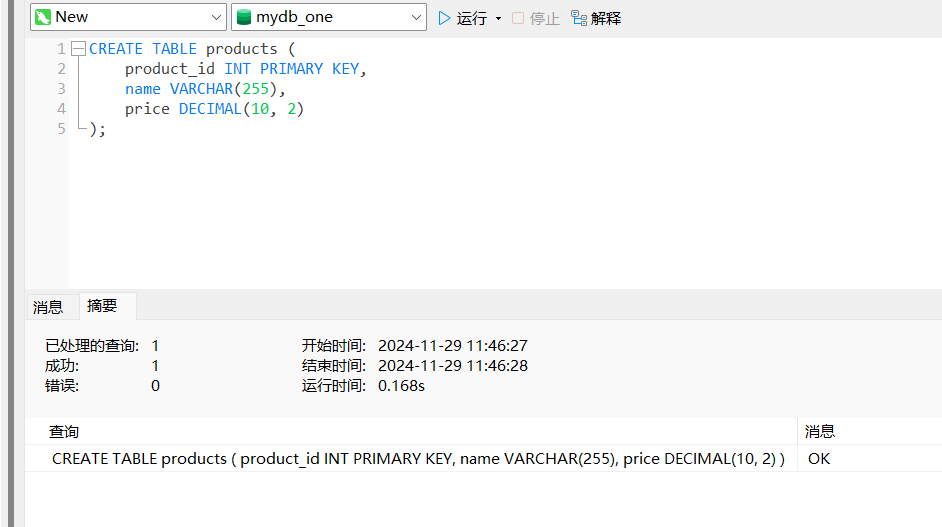 New mydb_one 运行 停止 解释
1 CREATE TABLE products (
2 product_id INT PRIMARY KEY,
3 name VARCHAR(255),
4 price DECIMAL(10, 2)
5 );
消息 摘要
已处理的查询: 1 开始时间: 2024-11-29 11:46:27
成功: 1 结束时间: 2024-11-29 11:46:28
错误: 0 运行时间: 0.168s
查询 消息
CREATE TABLE products ( product_id INT PRIMARY KEY, name VARCHAR(255), price DECIMAL(10, 2) ) OK